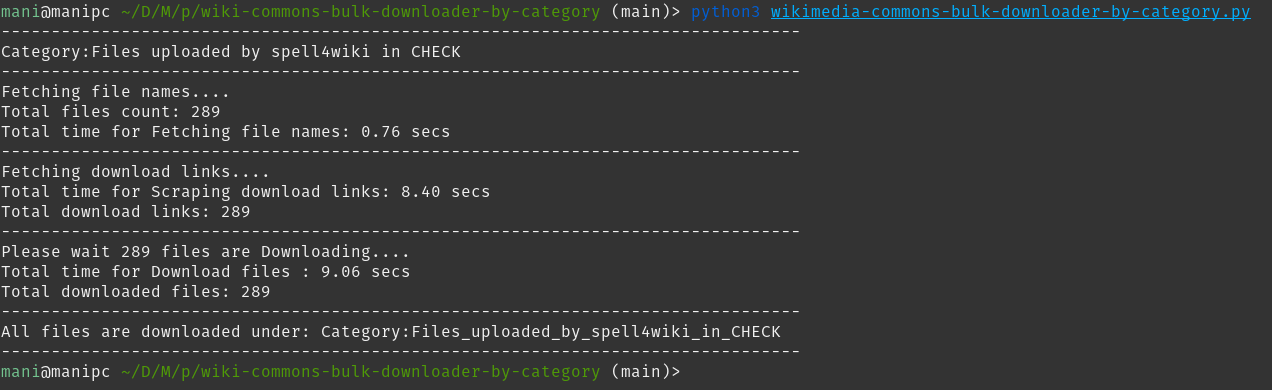 mani@manipc ~/D/M/p/wiki-commons-bulk-downloader-by-category (main)> python3 wikimedia-commons-bulk-downloader-by-category.py
--------------------------------------------------------------------------------
Category:Files uploaded by spell4wiki in CHECK
--------------------------------------------------------------------------------
Fetching file names....
Total files count: 289
Total time for Fetching file names: 0.76 secs
--------------------------------------------------------------------------------
Fetching download links....
Total time for Scraping download links: 8.40 secs
Total download links: 289
--------------------------------------------------------------------------------
Please wait 289 files are Downloading....
Total time for Download files : 9.06 secs
Total downloaded files: 289
--------------------------------------------------------------------------------
All files are downloaded under: Category:Files_uploaded_by_spell4wiki_in_CHECK
--------------------------------------------------------------------------------
mani@manipc ~/D/M/p/wiki-commons-bulk-downloader-by-category (main)>